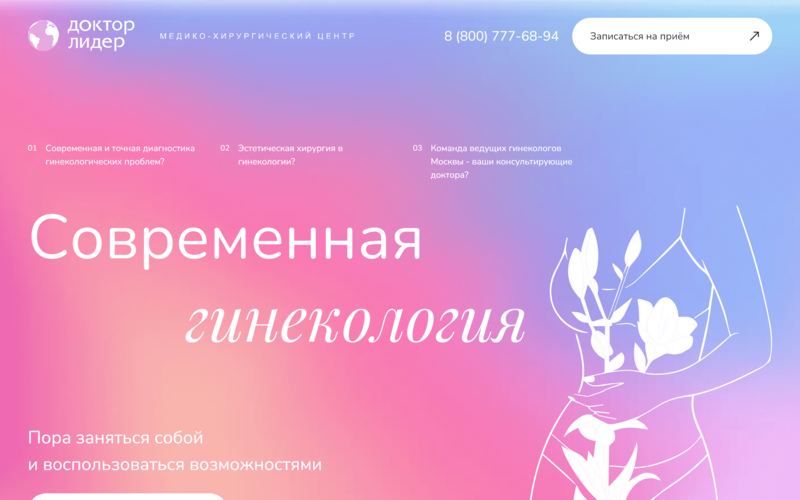 доктор
лидер
МЕДИКО-ХИРУРГИЧЕСКИЙ ЦЕНТР
8 (800) 777-68-94
Записаться на приём
01 Современная и точная диагностика
гинекологических проблем?
02 Эстетическая хирургия в
гинекологии?
03 Команда ведущих гинекологов
Москвы - ваши консультирующие
доктора?
Современная
гинекология
Пора заняться собой
и воспользоваться возможностями